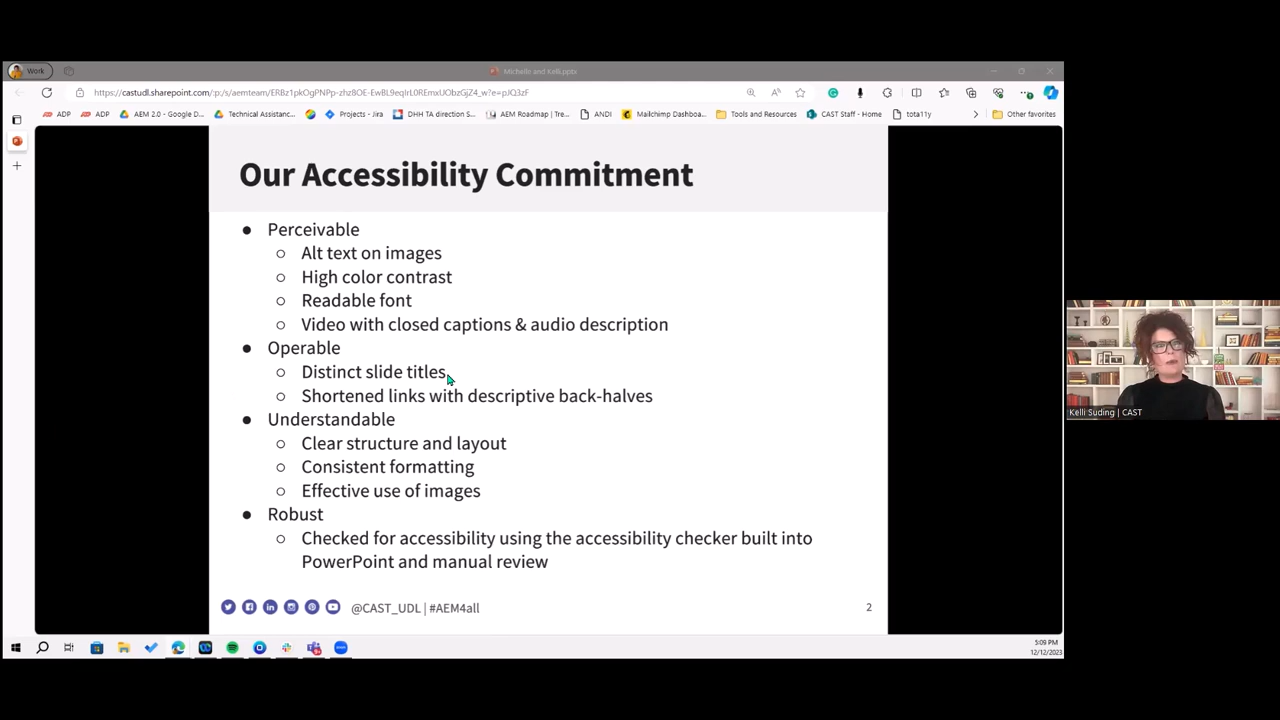 Work
Michelle and Kelli.pptx
https://castudl.sharepoint.com/:p:/s/aemteam/ERBz1pkOgPNPp-zhz8OE-EwBL9eqIrL0REmxUObzGjZ4_w?e=pJQ3zF
ADP
ADP
AEM 2.0 - Google D...
Technical Assistanc...
Projects - Jira
DHH TA direction S...
AEM Roadmap | Tre...
ANDI
Mailchimp Dashboa...
Tools and Resources
CAST Staff - Home
tota11y
Other favorites
Our Accessibility Commitment
● Perceivable
○ Alt text on images
○ High color contrast
○ Readable font
○ Video with closed captions & audio description
● Operable
○ Distinct slide titles
○ Shortened links with descriptive back-halves
● Understandable
○ Clear structure and layout
○ Consistent formatting
○ Effective use of images
● Robust
○ Checked for accessibility using the accessibility checker built into
PowerPoint and manual review
@CAST_UDL | #AEM4all
2
Kelli Suding | CAST
5:09 PM
12/12/2023